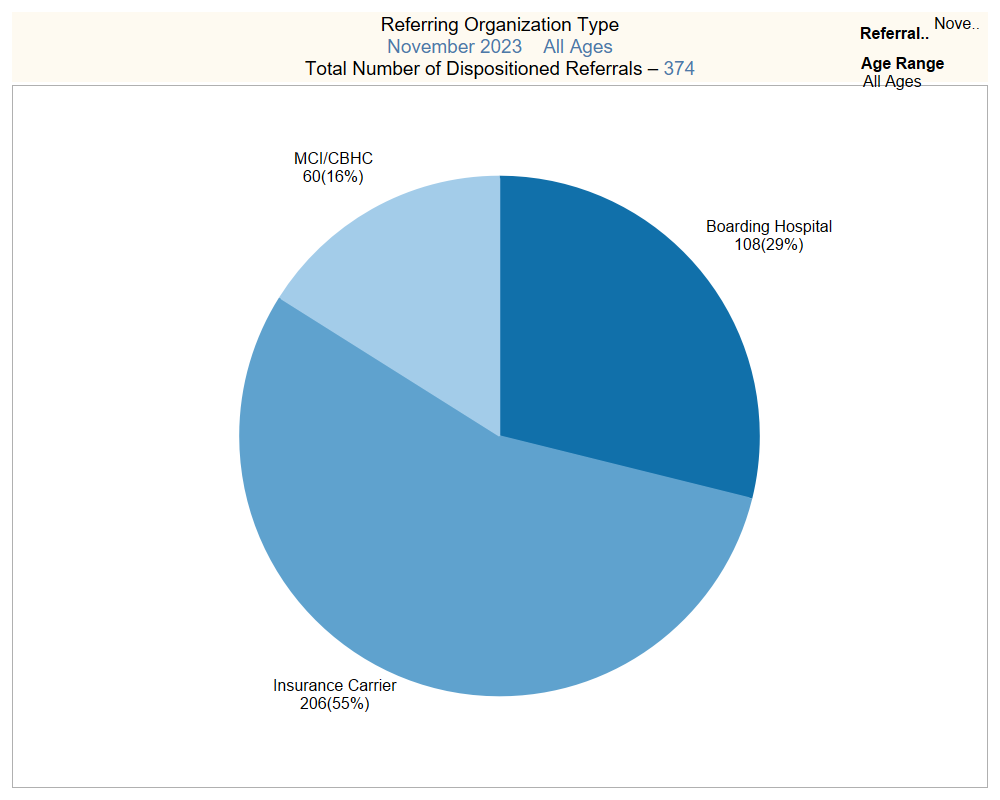 Referring Organization Type
November 2023 All Ages
Total Number of Dispositioned Referrals – 374
Referral.. Nove..
Age Range
All Ages
MCI/CBHC
60(16%)
Boarding Hospital
108(29%)
Insurance Carrier
206(55%)